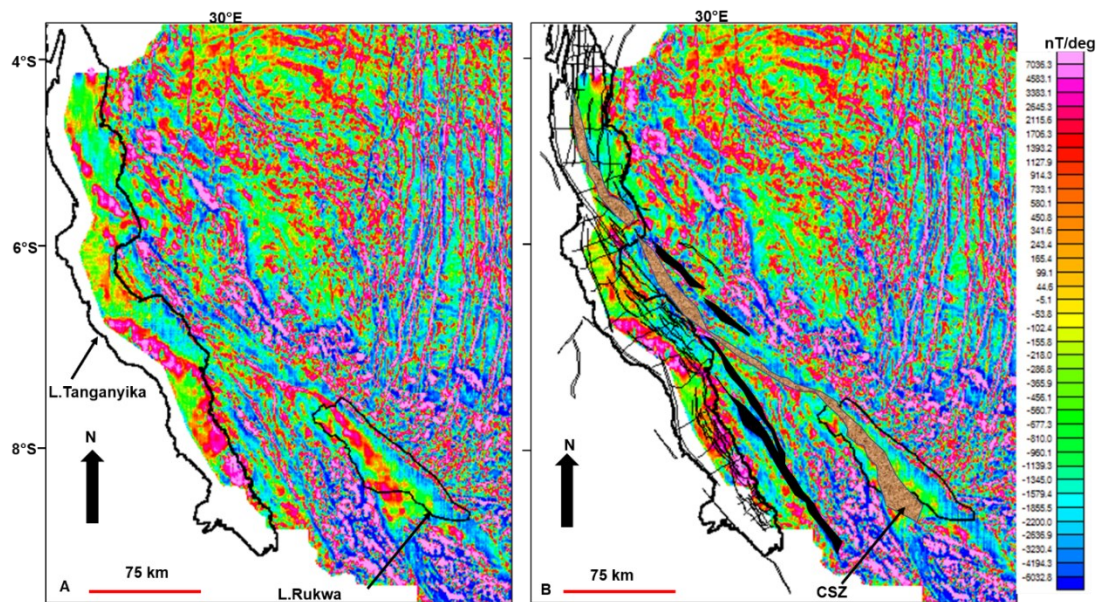 30°E
30°E
4°S
4°S
6°S
6°S
8°S
8°S
L.Tanganyika
N
N
A
75 km
L.Rukwa
B
75 km
CSZ
nT/deg
7036.3
4583.1
3383.1
2645.3
2115.6
1706.3
1390.2
1127.9
914.3
733.1
580.1
450.8
341.6
243.4
165.4
99.1
44.6
-5.1
-53.8
-102.4
-155.8
-218.0
-286.8
-365.9
-456.1
-560.7
-677.3
-810.0
-960.1
-1139.3
-1345.0
-1579.4
-1855.5
-2200.0
-2636.9
-3230.4
-4194.3
-6032.8